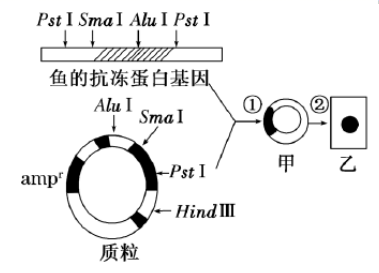 Pst I Sma I Alu I Pst I
鱼的抗冻蛋白基因
Alu I
Sma I
ampʳ
Pst I
Hind III
质粒
① ②
甲 乙